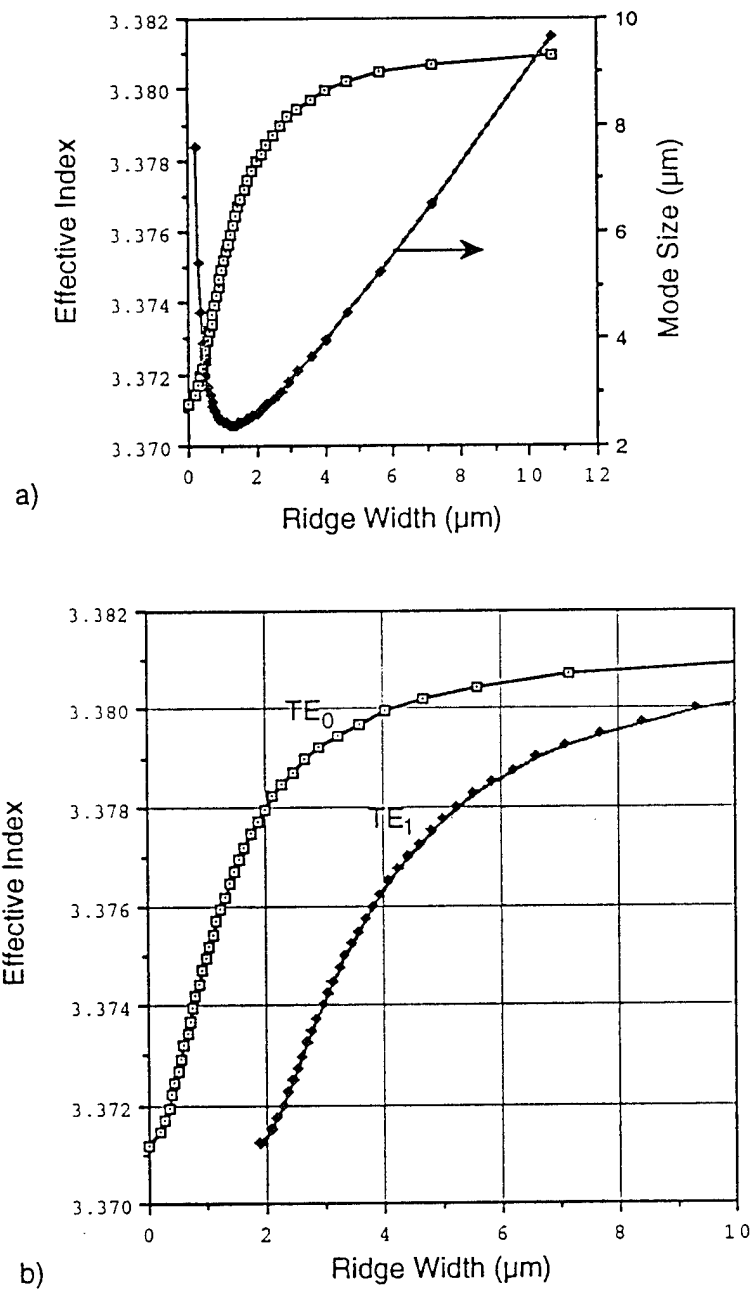 3.382
3.380
3.378
3.376
3.374
3.372
3.370
Effective Index
10
8
6
4
2
Mode Size (µm)
0 2 4 6 8 10 12
Ridge Width (µm)
a)
3.382
3.380
3.378
3.376
3.374
3.372
3.370
Effective Index
TE0
TE1
0 2 4 6 8 10
Ridge Width (µm)
b)